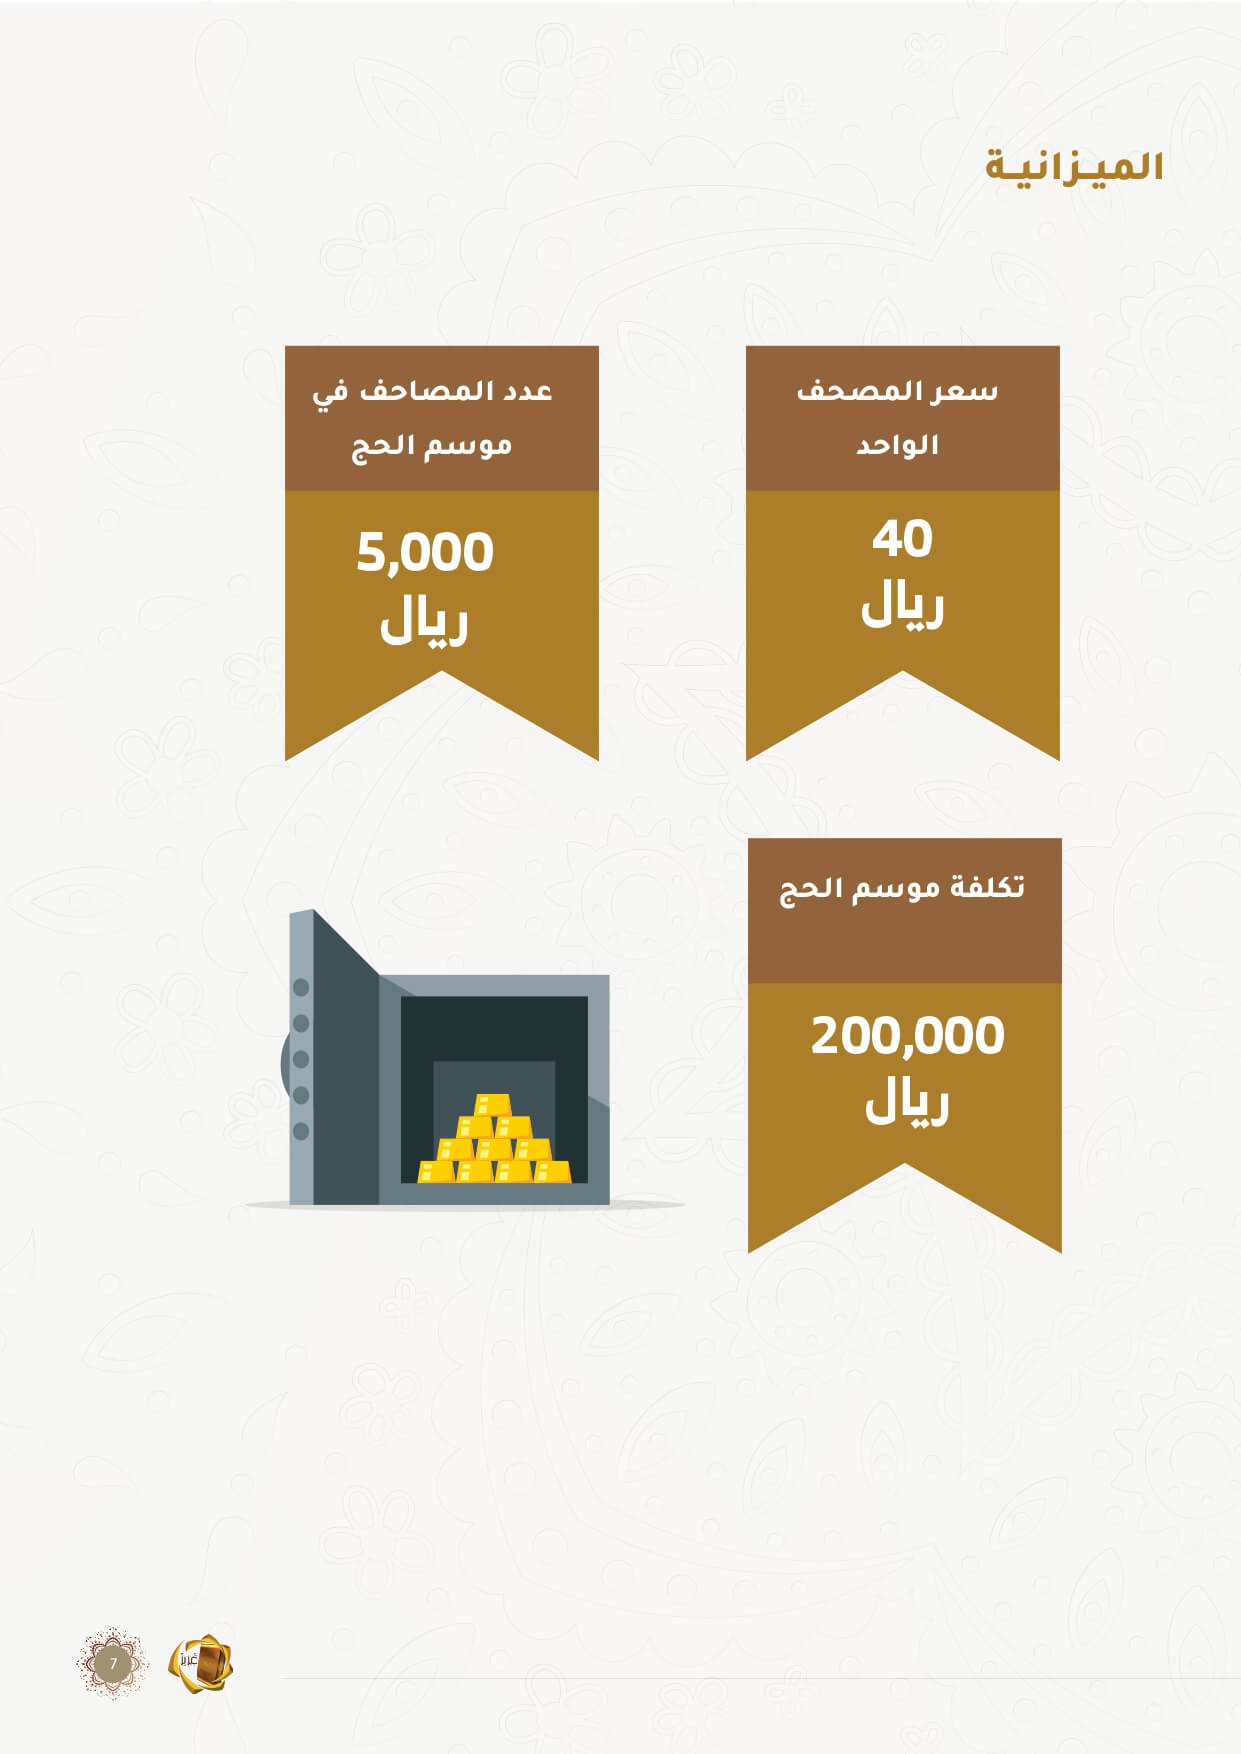 الميزانية
سعر المصحف
الواحد
40
ريال
عدد المصاحف في
موسم الحج
5,000
ريال
تكلفة موسم الحج
200,000
ريال
7